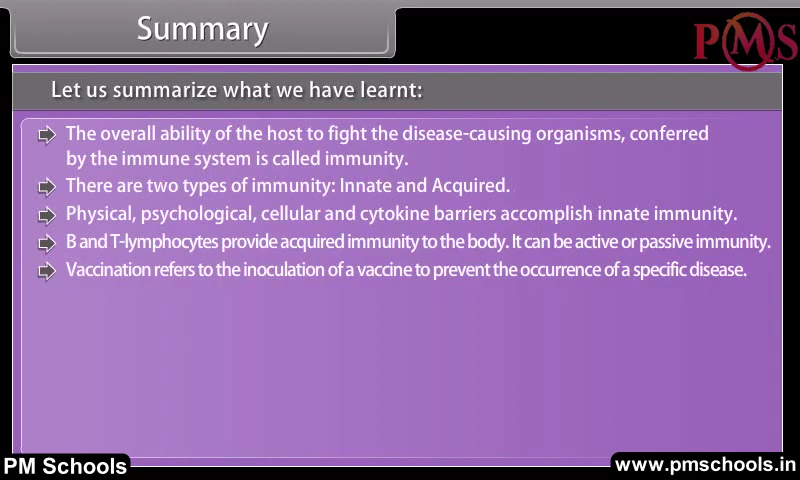 Summary
PMS
Let us summarize what we have learnt:
The overall ability of the host to fight the disease-causing organisms, conferred
by the immune system is called immunity.
There are two types of immunity: Innate and Acquired.
Physical, psychological, cellular and cytokine barriers accomplish innate immunity.
B and T-lymphocytes provide acquired immunity to the body. It can be active or passive immunity.
Vaccination refers to the inoculation of a vaccine to prevent the occurrence of a specific disease.
PM Schools
www.pmschools.in